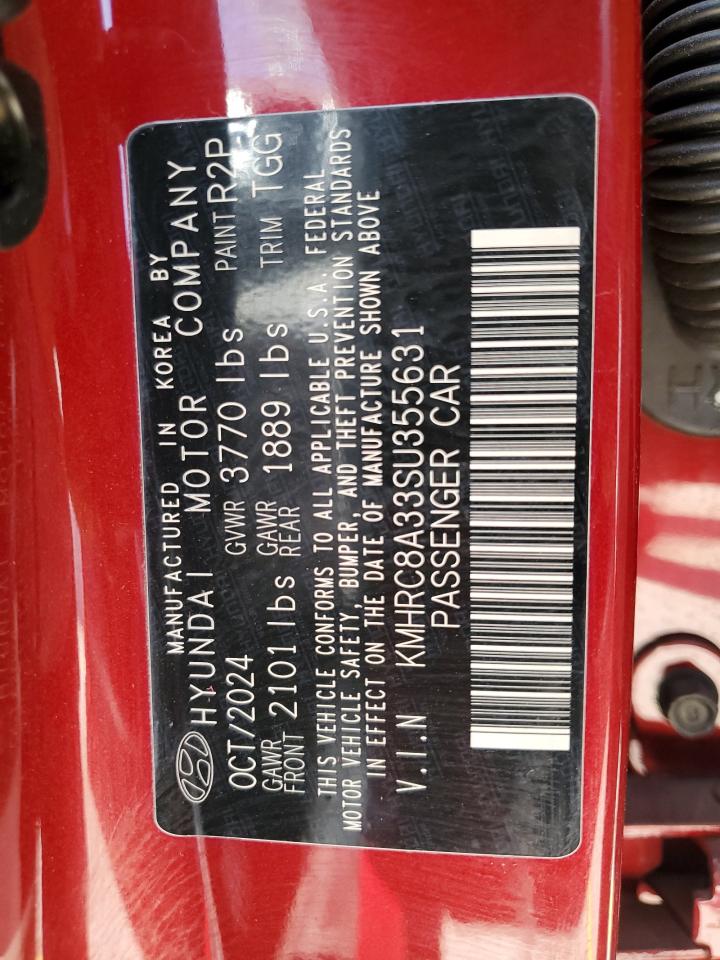 MANUFACTURED IN KOREA BY
HYUNDAI MOTOR COMPANY
OCT/2024 GVWR 3770 lbs PAINT R2P
GAWR FRONT 2101 lbs GAWR REAR 1889 lbs TRIM TGG
THIS VEHICLE CONFORMS TO ALL APPLICABLE U.S.A. FEDERAL
MOTOR VEHICLE SAFETY, BUMPER, AND THEFT PREVENTION STANDARDS
IN EFFECT ON THE DATE OF MANUFACTURE SHOWN ABOVE
V.I.N KMHRC8A33SU355631
PASSENGER CAR